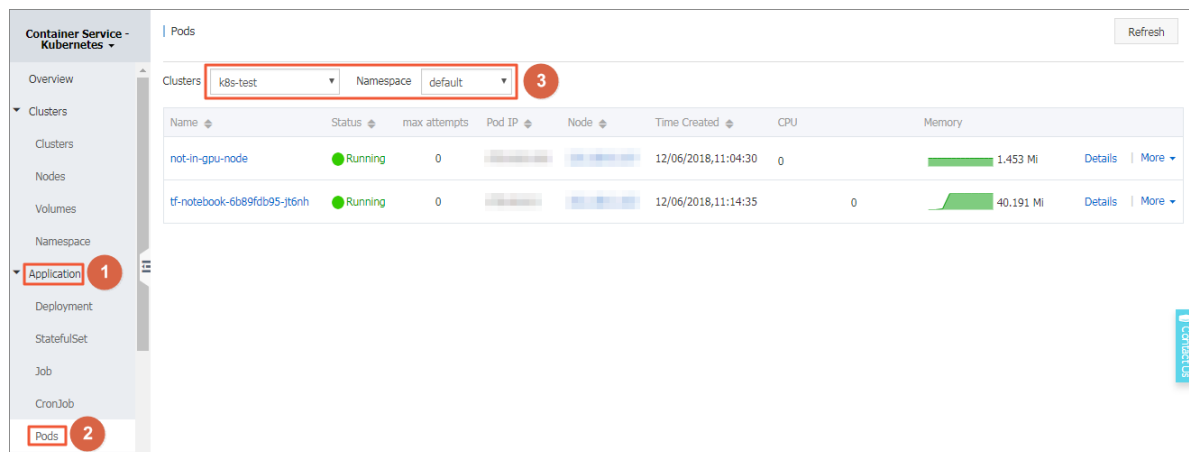 Container Service -
Kubernetes
Pods
Refresh
Overview
Clusters
k8s-test
Namespace
default
3
Clusters
Name
Status
max attempts
Pod IP
Node
Time Created
CPU
Memory
Clusters
not-in-gpu-node
Running
0
12/06/2018,11:04:30
0
1.453 Mi
Details
More
Nodes
Volumes
tf-notebook-6b89fdb95-jt6nh
Running
0
12/06/2018,11:14:35
0
40.191 Mi
Details
More
Namespace
Application
1
Deployment
StatefulSet
Job
CronJob
Pods
2
Contact Us